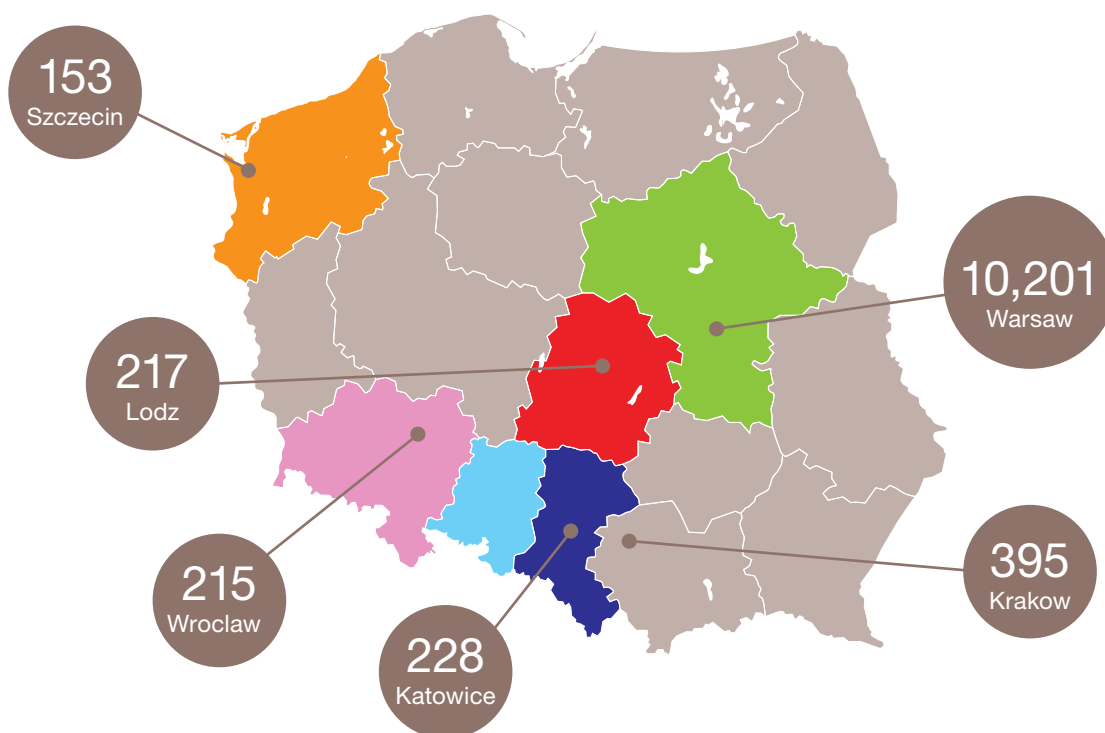 153
Szczecin
10,201
Warsaw
217
Lodz
395
Krakow
215
Wroclaw
228
Katowice